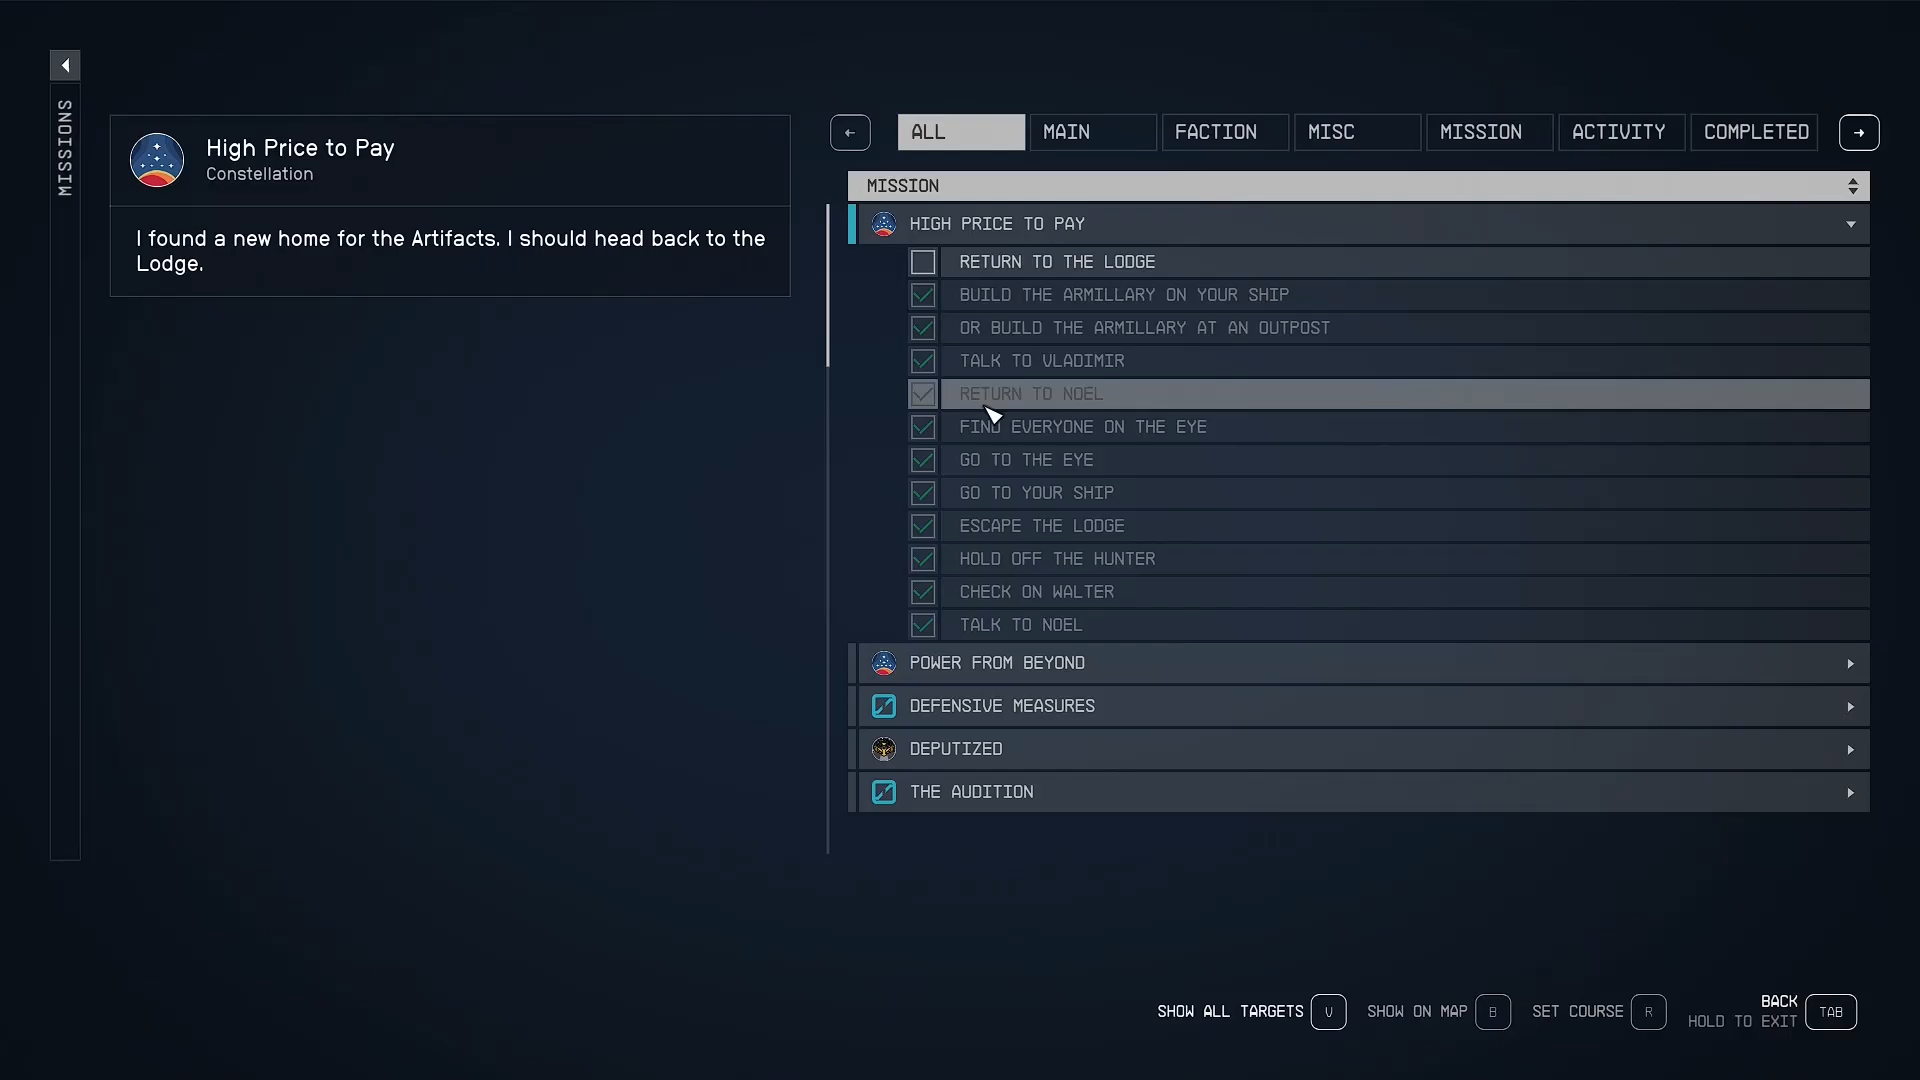 MISSIONS
High Price to Pay
Constellation
I found a new home for the Artifacts. I should head back to the
Lodge.
ALL
MAIN
FACTION
MISC
MISSION
ACTIVITY
COMPLETED
MISSION
HIGH PRICE TO PAY
RETURN TO THE LODGE
BUILD THE ARMILLARY ON YOUR SHIP
OR BUILD THE ARMILLARY AT AN OUTPOST
TALK TO VLADIMIR
RETURN TO NOEL
FIND EVERYONE ON THE EYE
GO TO THE EYE
GO TO YOUR SHIP
ESCAPE THE LODGE
HOLD OFF THE HUNTER
CHECK ON WALTER
TALK TO NOEL
POWER FROM BEYOND
DEFENSIVE MEASURES
DEPUTIZED
THE AUDITION
SHOW ALL TARGETS V
SHOW ON MAP B
SET COURSE R
BACK
HOLD TO EXIT
TAB